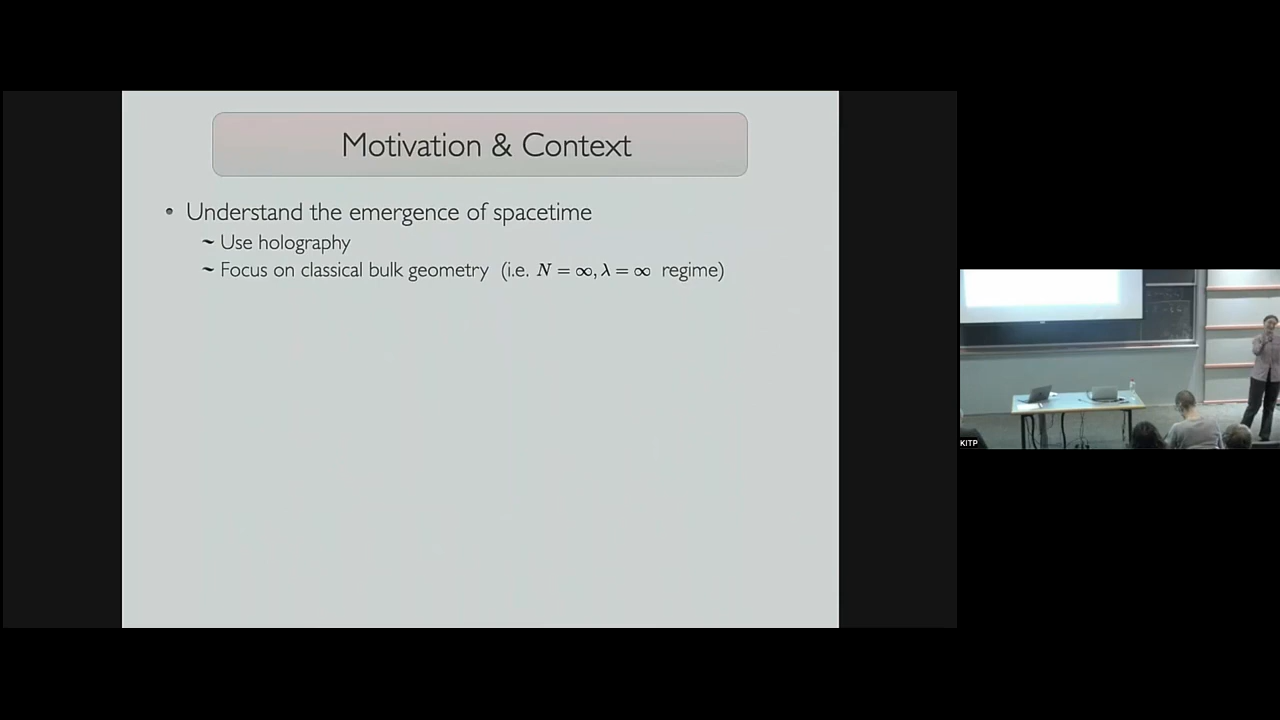 Motivation & Context
• Understand the emergence of spacetime
~ Use holography
~ Focus on classical bulk geometry (i.e. N = ∞, λ = ∞ regime)
KITP